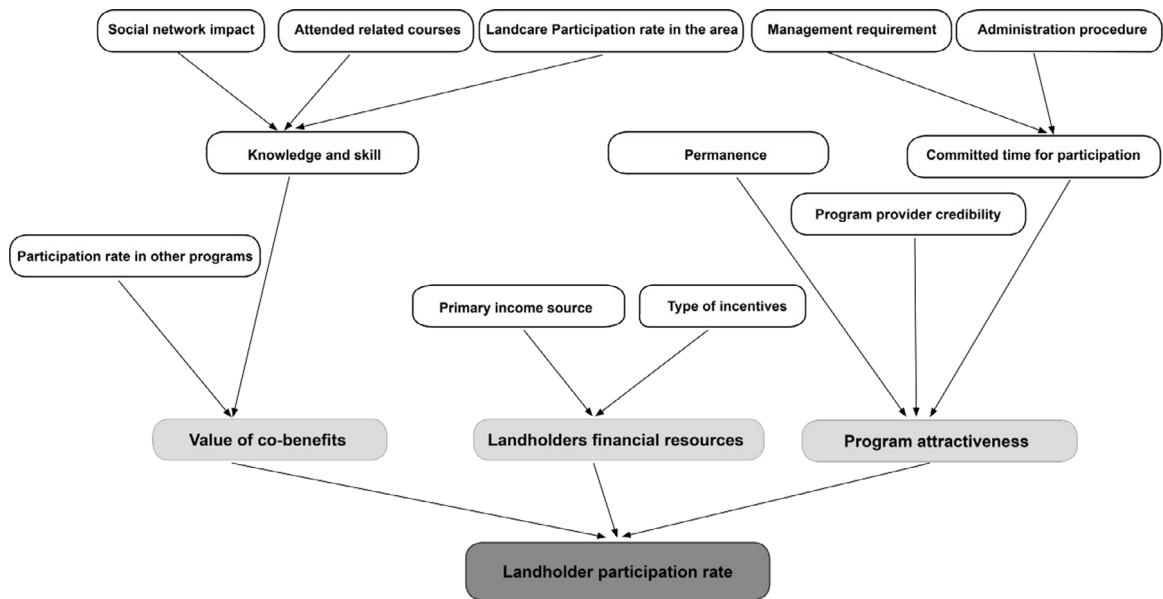 Social network impact
Attended related courses
Landcare Participation rate in the area
Management requirement
Administration procedure
Knowledge and skill
Permanence
Committed time for participation
Program provider credibility
Participation rate in other programs
Primary income source
Type of incentives
Value of co-benefits
Landholders financial resources
Program attractiveness
Landholder participation rate